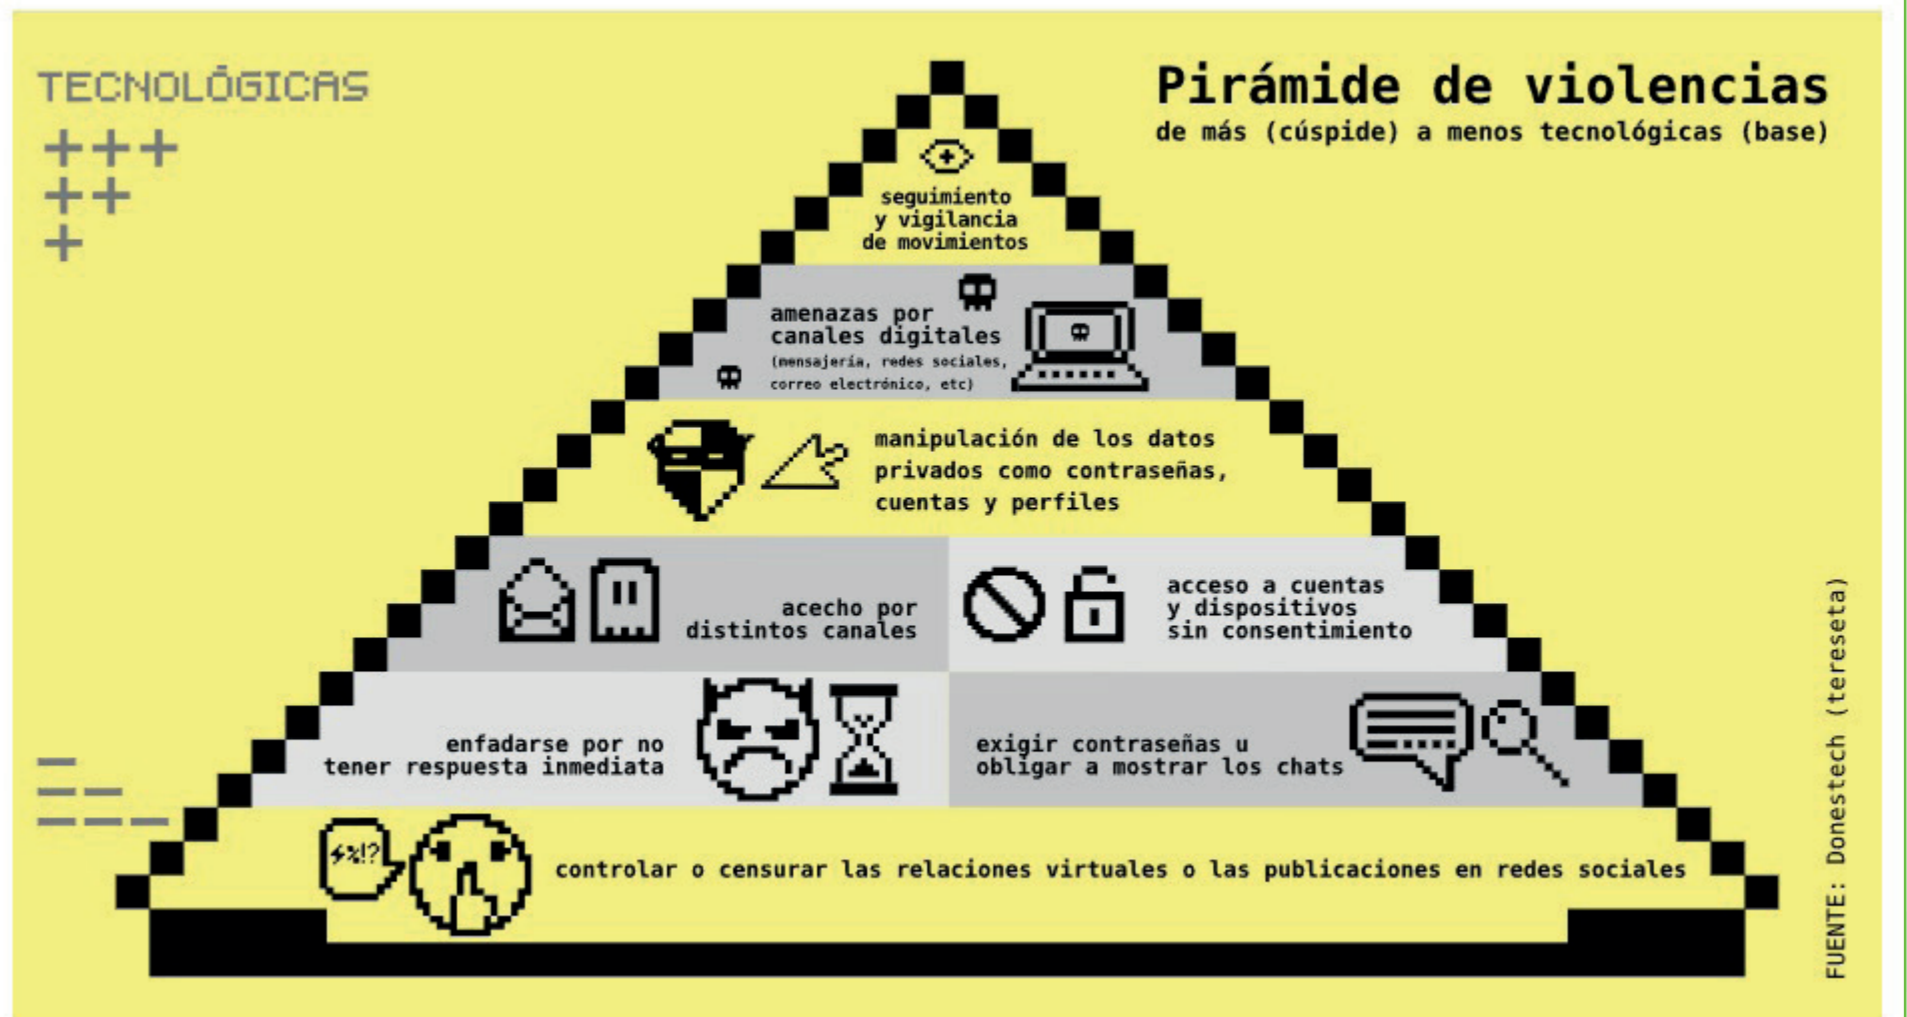 TECNOLÓGICAS
+++
++
+
Pirámide de violencias
de más (cúspide) a menos tecnológicas (base)
seguimiento
y vigilancia
de movimientos
amenazas por
canales digitales
(mensajería, redes sociales,
correo electrónico, etc)
manipulación de los datos
privados como contraseñas,
cuentas y perfiles
acecho por
distintos canales
acceso a cuentas
y dispositivos
sin consentimiento
enfadarse por no
tener respuesta inmediata
exigir contraseñas u
obligar a mostrar los chats
—
——
———
⚡%!?
controlar o censurar las relaciones virtuales o las publicaciones en redes sociales
FUENTE: Donestech (tereseta)